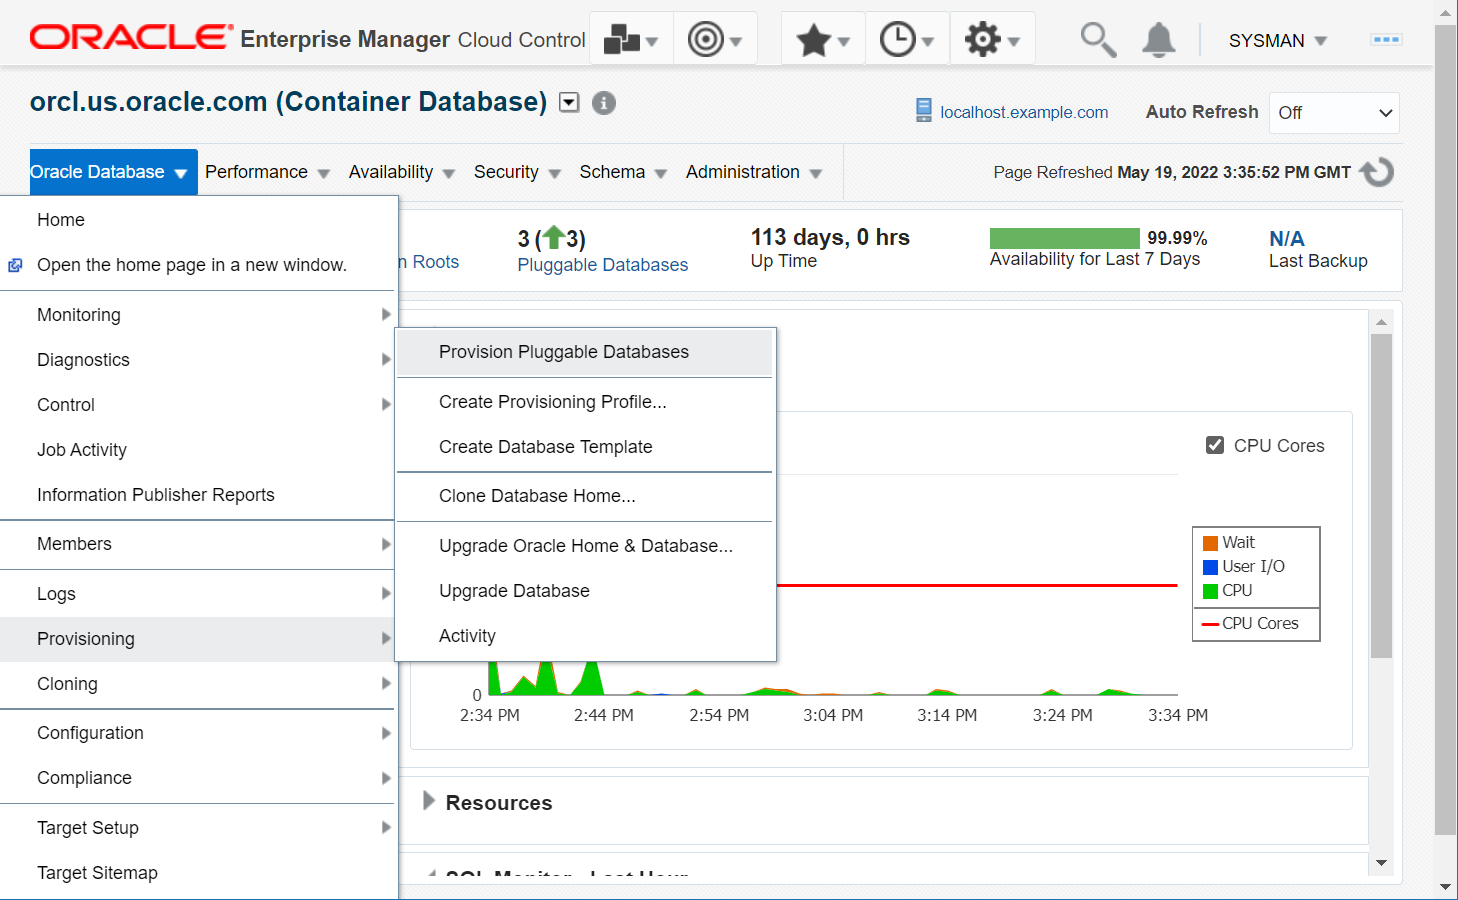 ORACLE Enterprise Manager Cloud Control
SYSMAN
orcl.us.oracle.com (Container Database)
localhost.example.com
Auto Refresh
Off
Oracle Database
Performance
Availability
Security
Schema
Administration
Page Refreshed May 19, 2022 3:35:52 PM GMT
Home
Open the home page in a new window.
Monitoring
Diagnostics
Control
Job Activity
Information Publisher Reports
Members
Logs
Provisioning
Cloning
Configuration
Compliance
Target Setup
Target Sitemap
n Roots
3 (3)
Pluggable Databases
113 days, 0 hrs
Up Time
99.99%
Availability for Last 7 Days
N/A
Last Backup
Provision Pluggable Databases
Create Provisioning Profile...
Create Database Template
Clone Database Home...
Upgrade Oracle Home & Database...
Upgrade Database
Activity
CPU Cores
Wait
User I/O
CPU
CPU Cores
0
2:34 PM
2:44 PM
2:54 PM
3:04 PM
3:14 PM
3:24 PM
3:34 PM
Resources
SQL Monitor - Last Hour